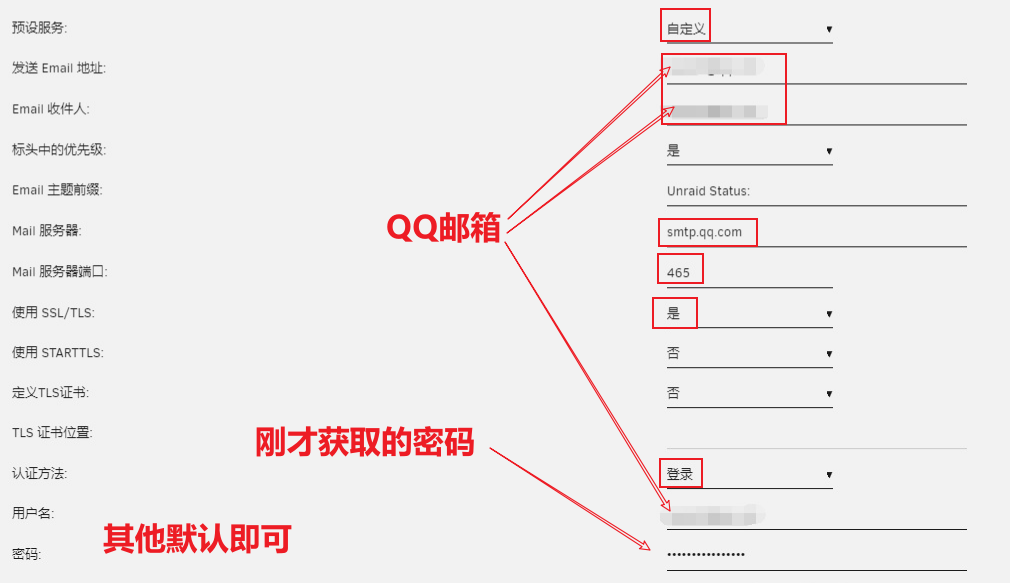 预设服务: 自定义
发送 Email 地址:
Email 收件人:
标头中的优先级: 是
Email 主题前缀: Unraid Status:
QQ邮箱
Mail 服务器: smtp.qq.com
Mail 服务器端口: 465
使用 SSL/TLS: 是
使用 STARTTLS: 否
定义TLS证书: 否
TLS 证书位置:
刚才获取的密码
认证方法: 登录
用户名:
其他默认即可
密码: ••••••••••••••••